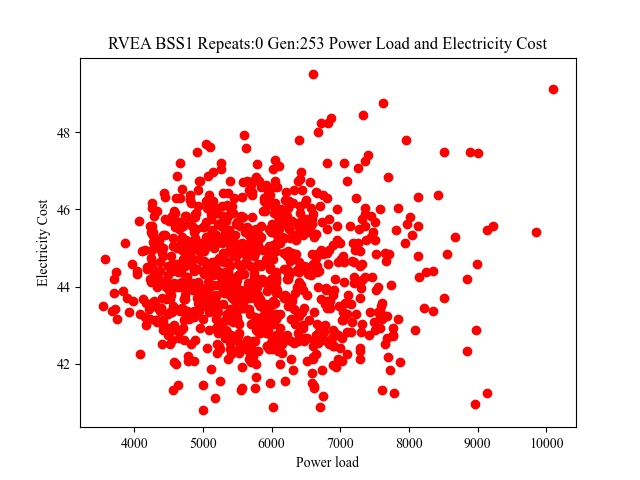 RVEA BSS1 Repeats:0 Gen:253 Power Load and Electricity Cost
48
46
44
42
Electricity Cost
4000 5000 6000 7000 8000 9000 10000
Power load